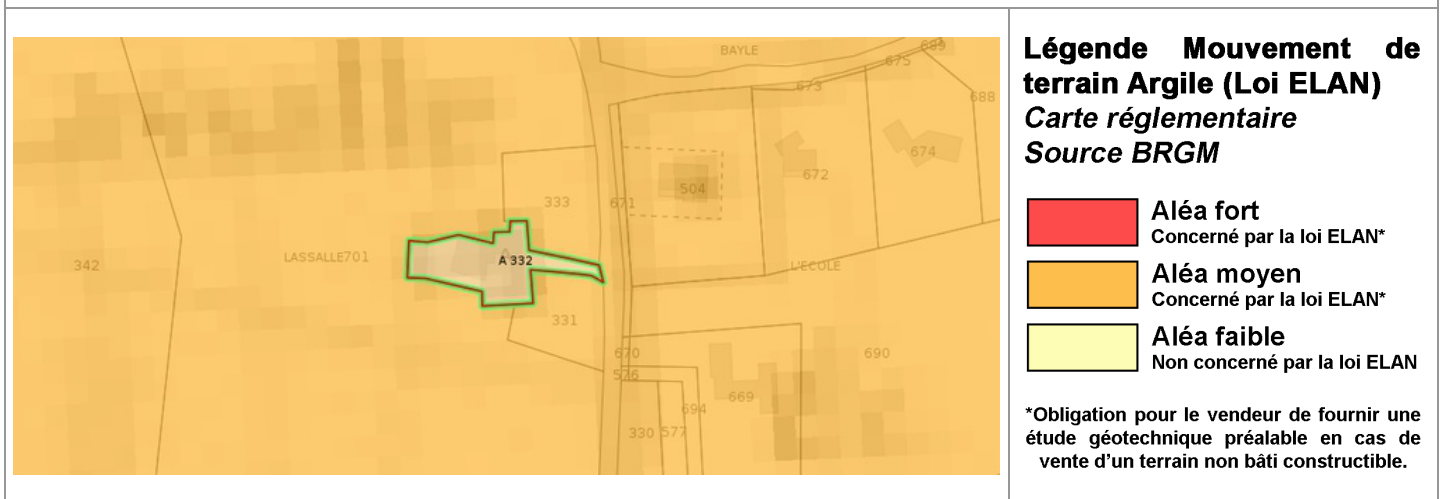 BAYLE
689
675
673
688
674
672
504
333
671
LASSALLE701
342
A 332
L'ECOLE
331
670
576
690
669
694
330
577
Légende Mouvement de
terrain Argile (Loi ELAN)
Carte réglementaire
Source BRGM
Aléa fort
Concerné par la loi ELAN*
Aléa moyen
Concerné par la loi ELAN*
Aléa faible
Non concerné par la loi ELAN
*Obligation pour le vendeur de fournir une
étude géotechnique préalable en cas de
vente d'un terrain non bâti constructible.